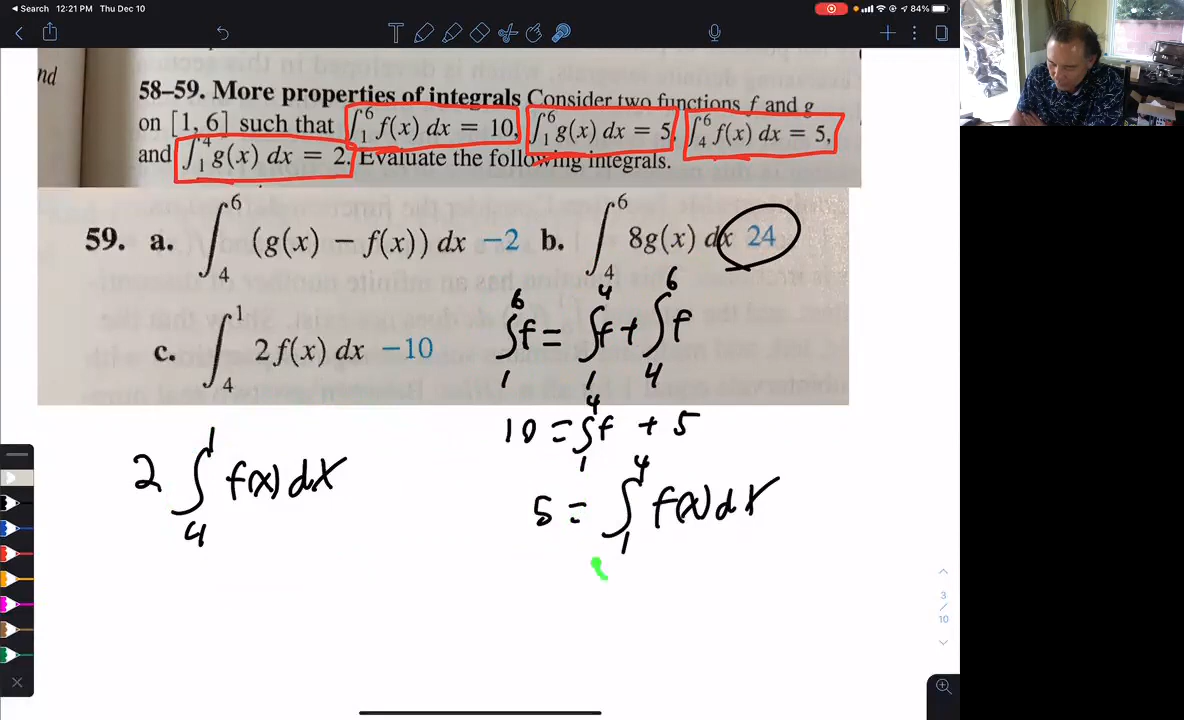 Search 12:21 PM Thu Dec 10 84%
nd
58–59. More properties of integrals Consider two functions f and g
on [1, 6] such that ∫₁⁶ f(x) dx = 10, ∫₁⁶ g(x) dx = 5, ∫₄⁶ f(x) dx = 5,
and ∫₁⁴ g(x) dx = 2. Evaluate the following integrals.
59. a. ∫₄⁶ (g(x) − f(x)) dx −2 b. ∫₄⁶ 8g(x) dx 24
c. ∫₄¹ 2f(x) dx −10
∫₁⁶ f = ∫₁⁴ f + ∫₄⁶ f
10 = ∫₁⁴ f + 5
2 ∫₄¹ f(x) dx
5 = ∫₁⁴ f(x) dx
3
/
10